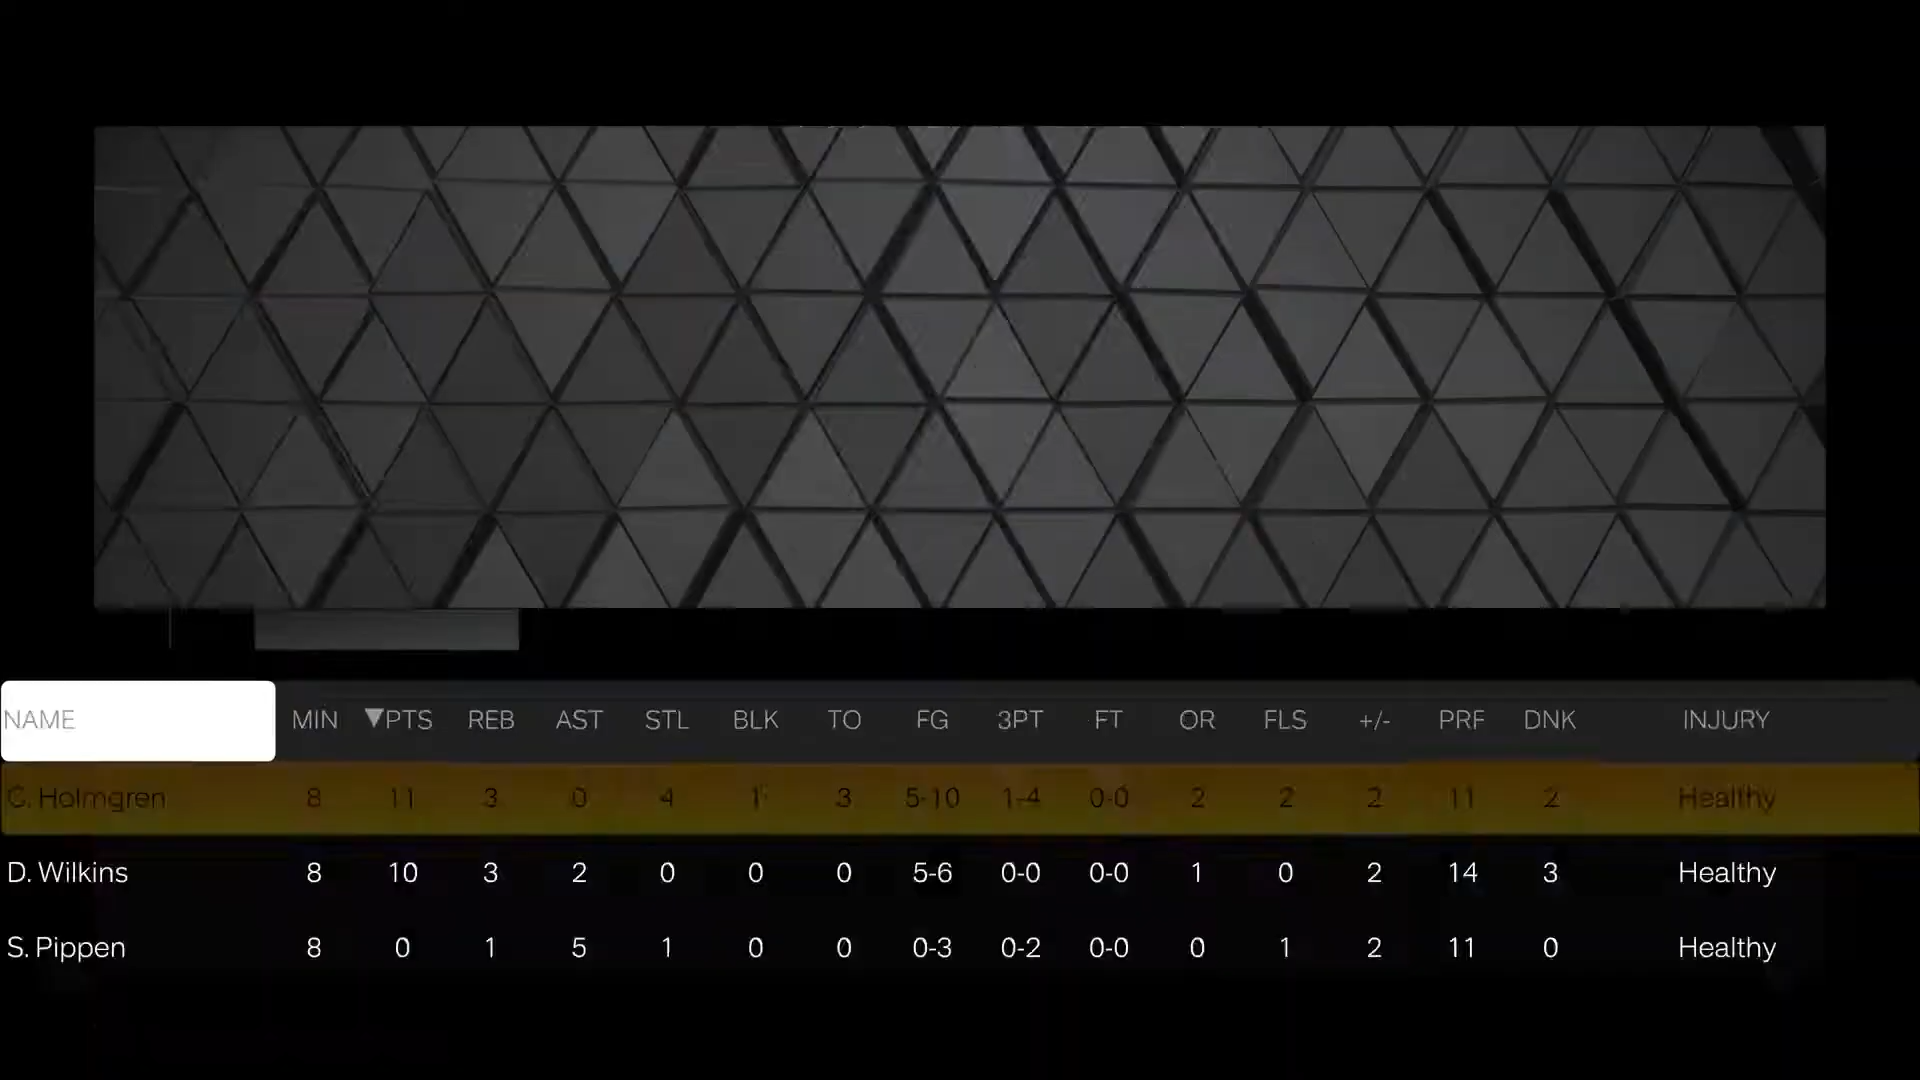 NAME MIN ▼PTS REB AST STL BLK TO FG 3PT FT OR FLS +/- PRF DNK INJURY
C. Holmgren 8 11 3 0 4 1 3 5-10 1-4 0-0 2 2 2 11 2 Healthy
D. Wilkins 8 10 3 2 0 0 0 5-6 0-0 0-0 1 0 2 14 3 Healthy
S. Pippen 8 0 1 5 1 0 0 0-3 0-2 0-0 0 1 2 11 0 Healthy